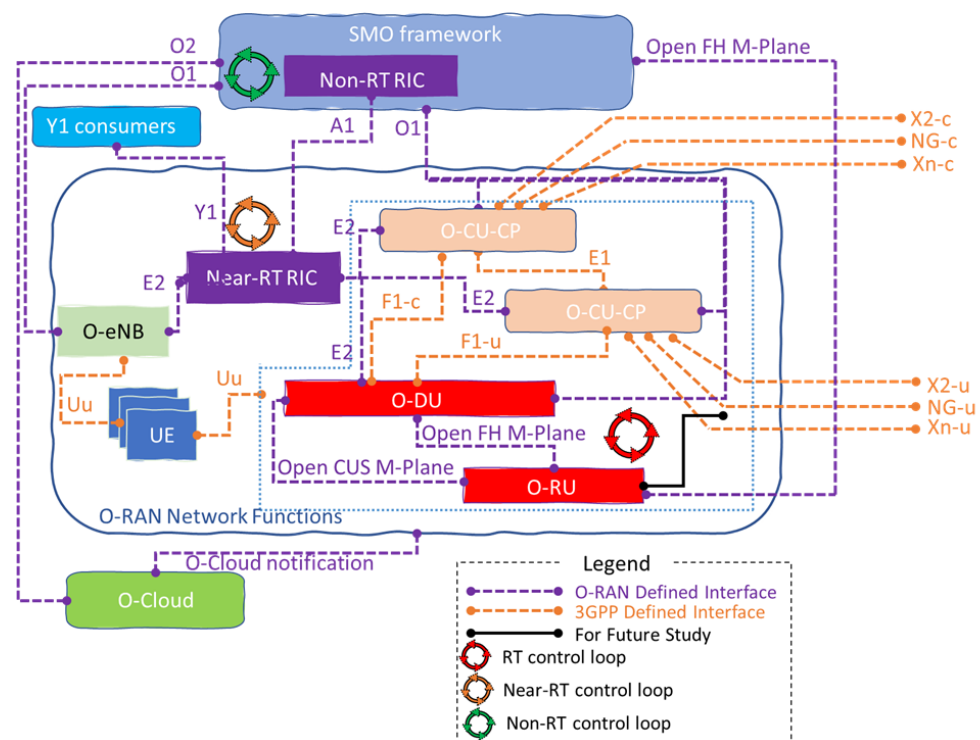 SMO framework
O2
Open FH M-Plane
O1
Non-RT RIC
Y1 consumers
A1
O1
X2-c
NG-c
Xn-c
Y1
E2
O-CU-CP
E1
Near-RT RIC
E2
F1-c
E2
O-CU-CP
O-eNB
F1-u
E2
Uu
Uu
O-DU
X2-u
NG-u
Xn-u
UE
Open FH M-Plane
Open CUS M-Plane
O-RU
O-RAN Network Functions
O-Cloud notification
O-Cloud
Legend
O-RAN Defined Interface
3GPP Defined Interface
For Future Study
RT control loop
Near-RT control loop
Non-RT control loop